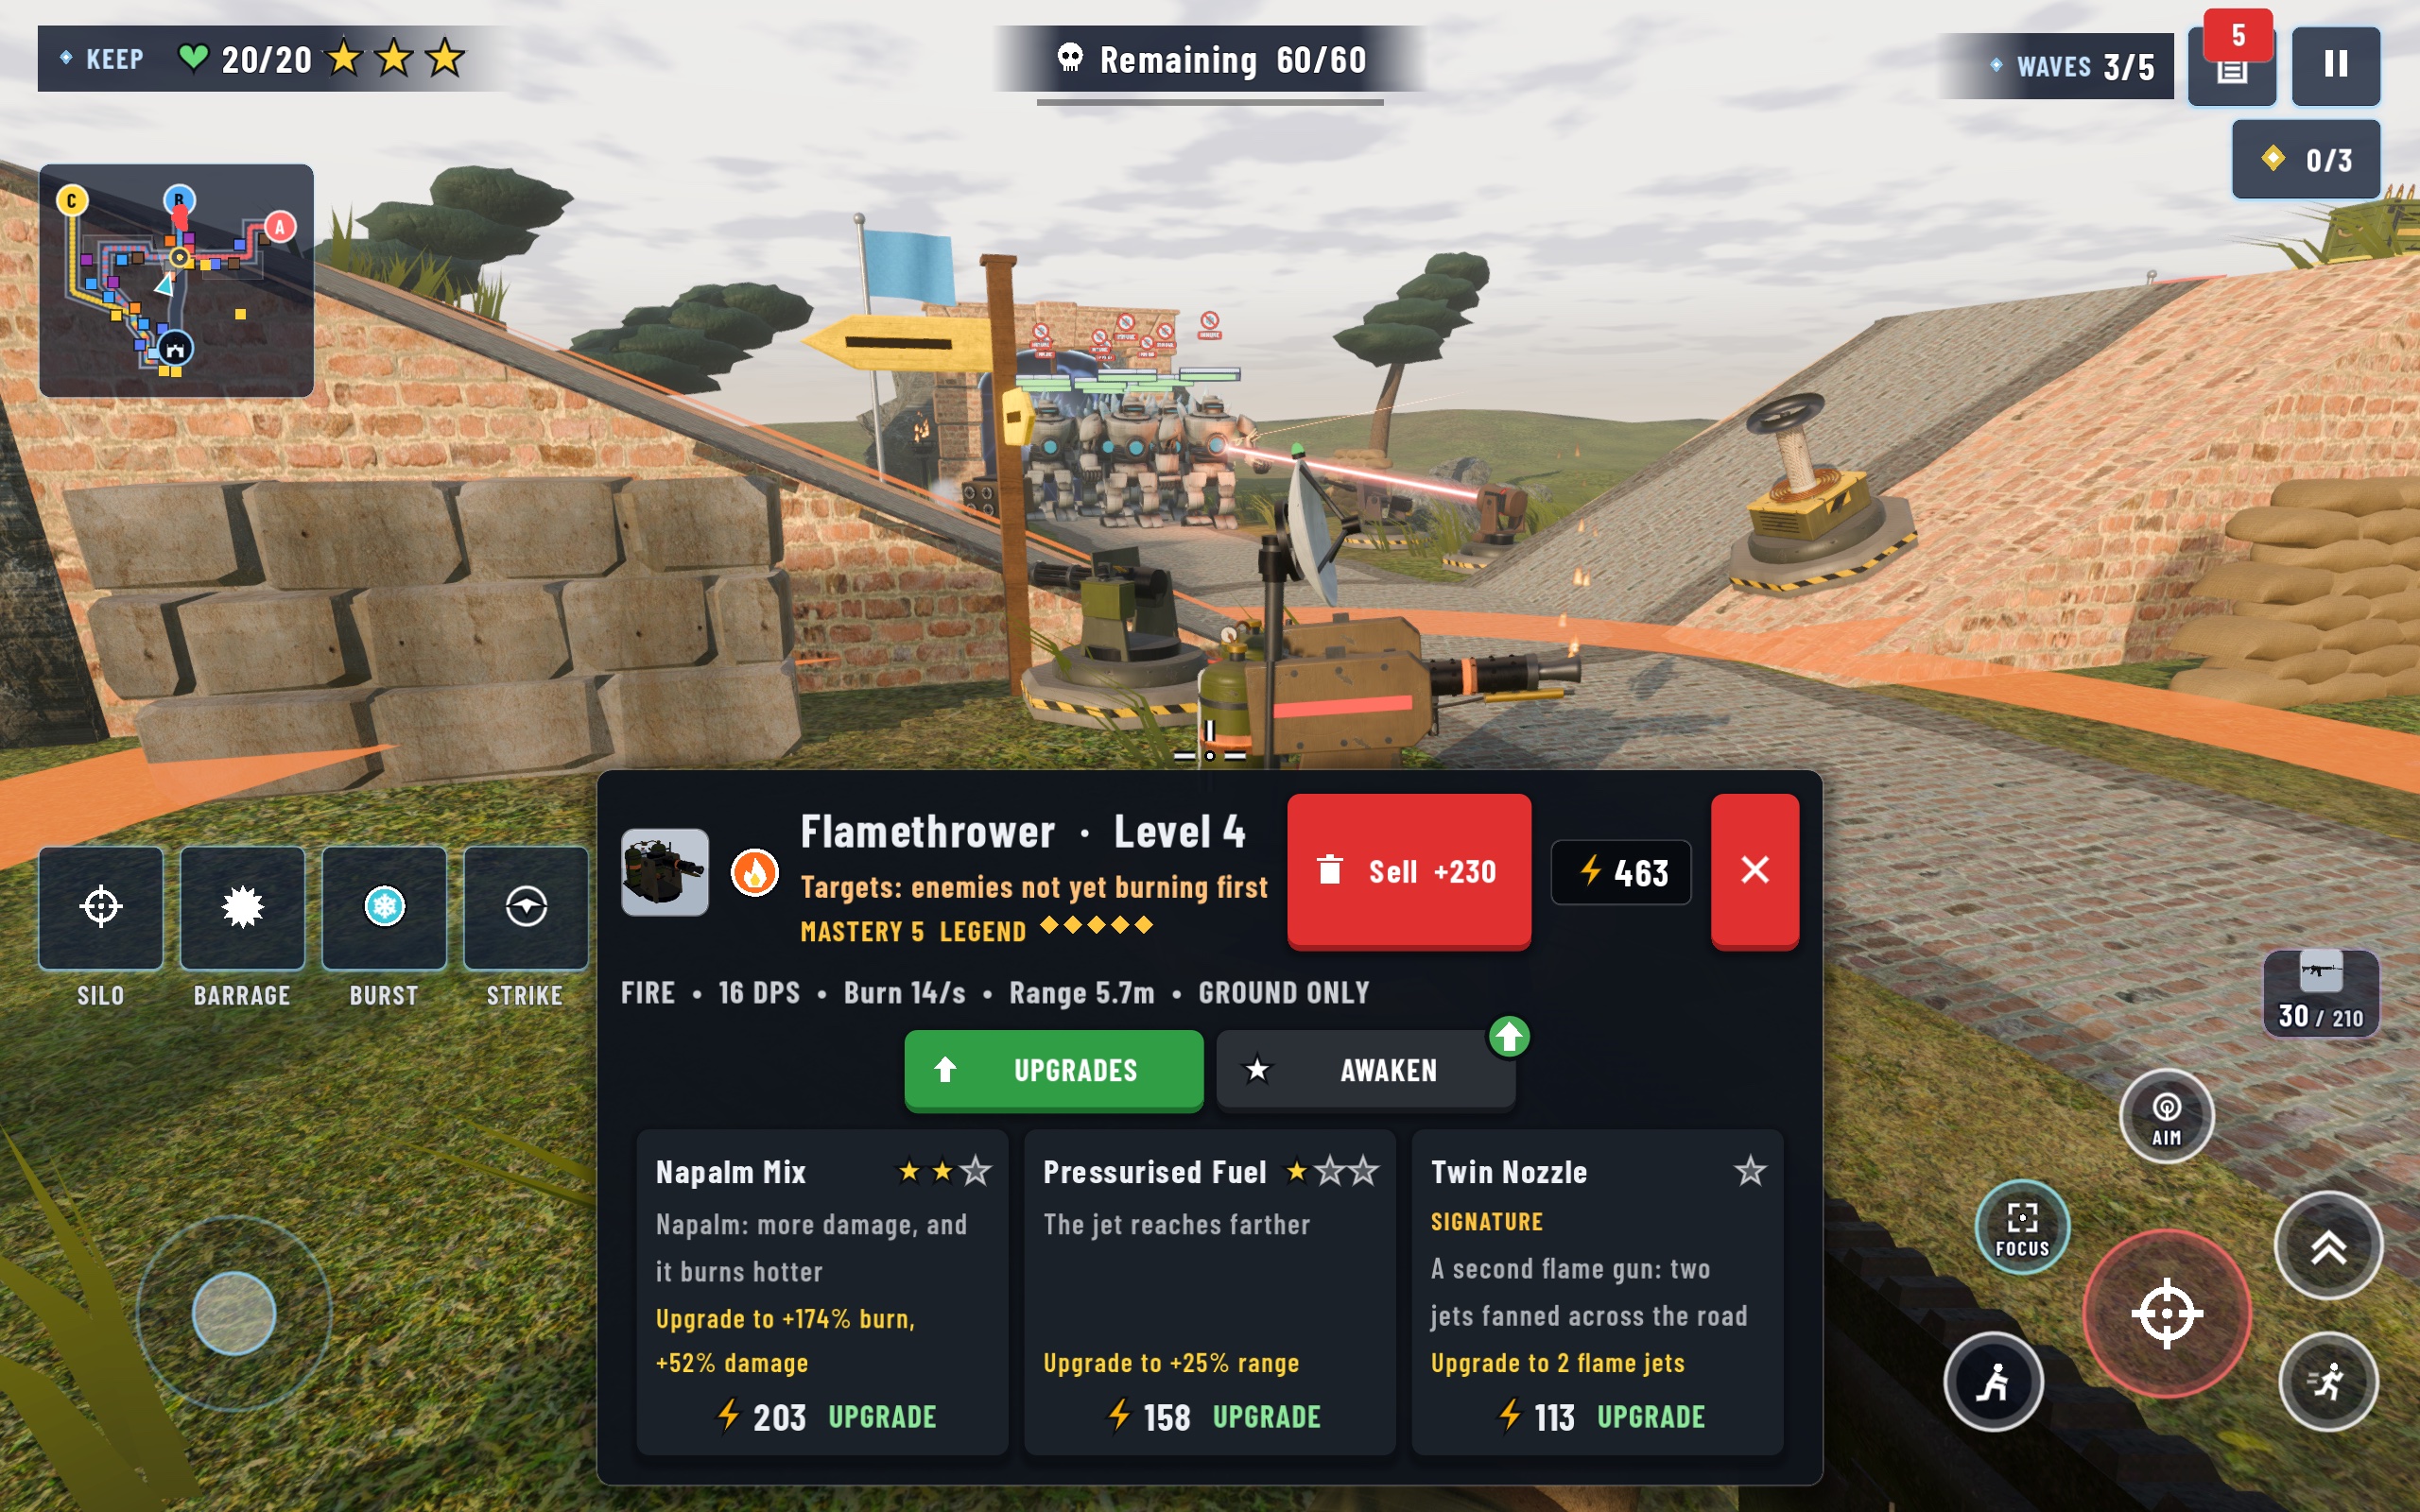 KEEP 20/20
Remaining 60/60
WAVES 3/5
5
0/3
C
B
A
Flamethrower · Level 4
Targets: enemies not yet burning first
MASTERY 5 LEGEND
Sell +230
463
SILO
BARRAGE
BURST
STRIKE
FIRE • 16 DPS • Burn 14/s • Range 5.7m • GROUND ONLY
UPGRADES
AWAKEN
30 / 210
AIM
FOCUS
Napalm Mix
Napalm: more damage, and
it burns hotter
Upgrade to +174% burn,
+52% damage
203 UPGRADE
Pressurised Fuel
The jet reaches farther
Upgrade to +25% range
158 UPGRADE
Twin Nozzle
SIGNATURE
A second flame gun: two
jets fanned across the road
Upgrade to 2 flame jets
113 UPGRADE